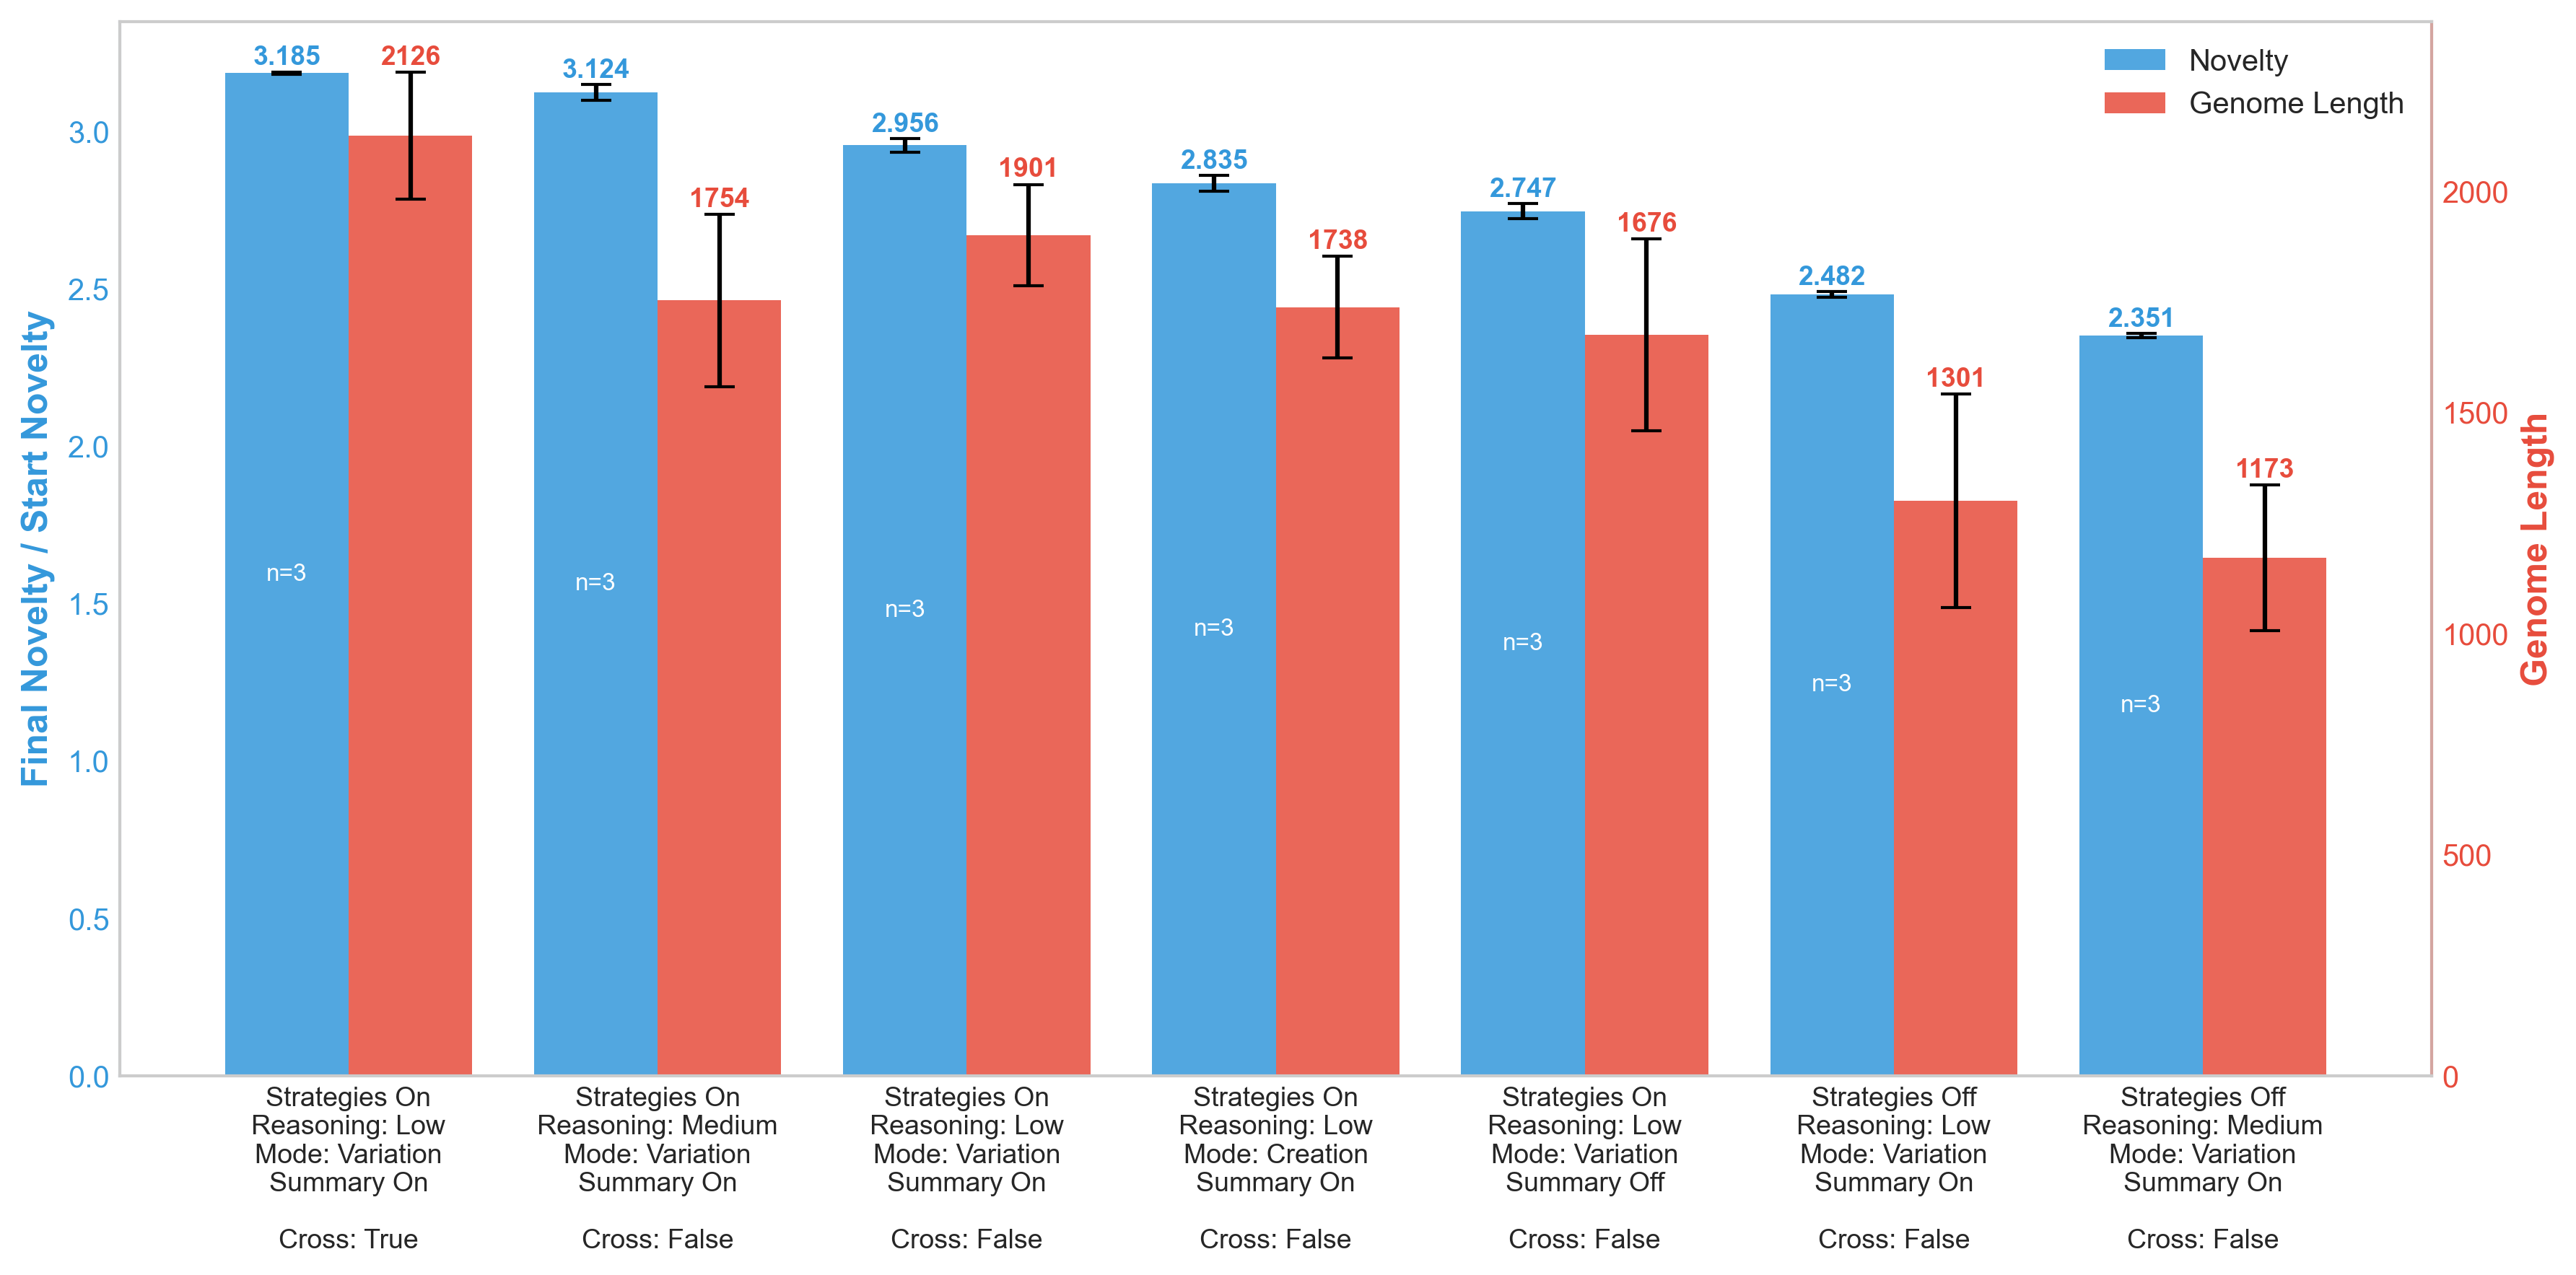 3.185
2126
3.124
1754
2.956
1901
2.835
1738
2.747
1676
2.482
1301
2.351
1173
Novelty
Genome Length
Final Novelty / Start Novelty
3.0
2.5
2.0
1.5
1.0
0.5
0.0
n=3
n=3
n=3
n=3
n=3
n=3
n=3
2000
1500
1000
500
0
Genome Length
Strategies On
Reasoning: Low
Mode: Variation
Summary On
Cross: True
Strategies On
Reasoning: Medium
Mode: Variation
Summary On
Cross: False
Strategies On
Reasoning: Low
Mode: Variation
Summary On
Cross: False
Strategies On
Reasoning: Low
Mode: Creation
Summary On
Cross: False
Strategies On
Reasoning: Low
Mode: Variation
Summary Off
Cross: False
Strategies Off
Reasoning: Low
Mode: Variation
Summary On
Cross: False
Strategies Off
Reasoning: Medium
Mode: Variation
Summary On
Cross: False